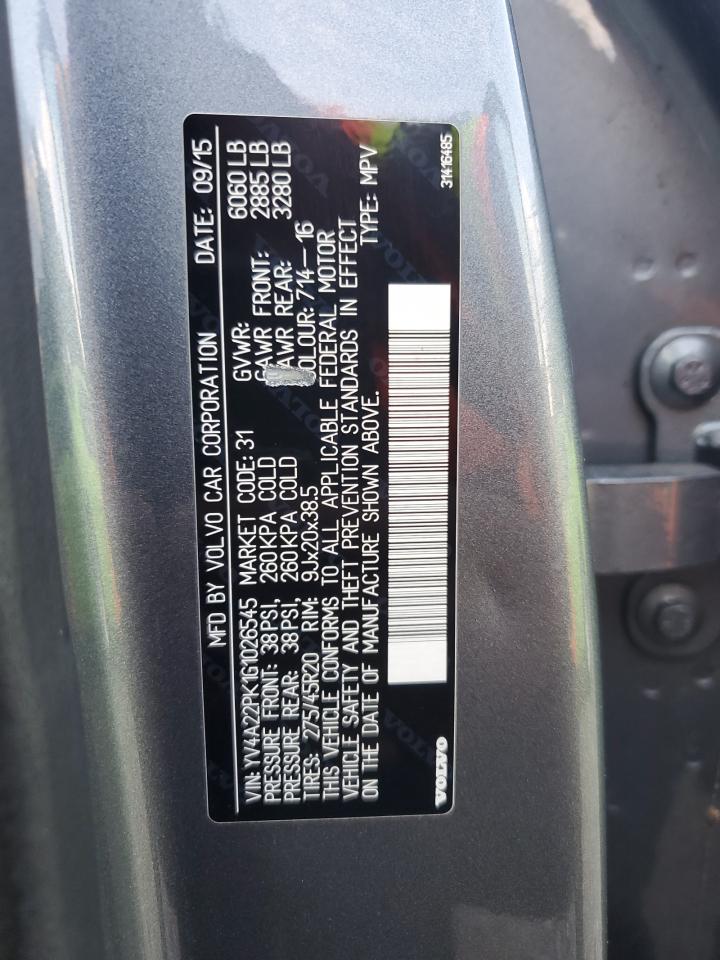 MFD BY VOLVO CAR CORPORATION DATE: 09/15
VIN: YV4A22PK1G1026545 MARKET CODE: 31 GVWR: 6060 LB
PRESSURE FRONT: 38PSI, 260KPA COLD GAWR FRONT: 2885 LB
PRESSURE REAR: 38PSI, 260KPA COLD GAWR REAR: 3280 LB
TIRES: 275/45R20 RIM: 9Jx20x38.5 COLOUR: 714-16
THIS VEHICLE CONFORMS TO ALL APPLICABLE FEDERAL MOTOR
VEHICLE SAFETY AND THEFT PREVENTION STANDARDS IN EFFECT
ON THE DATE OF MANUFACTURE SHOWN ABOVE. TYPE: MPV
VOLVO 31416485